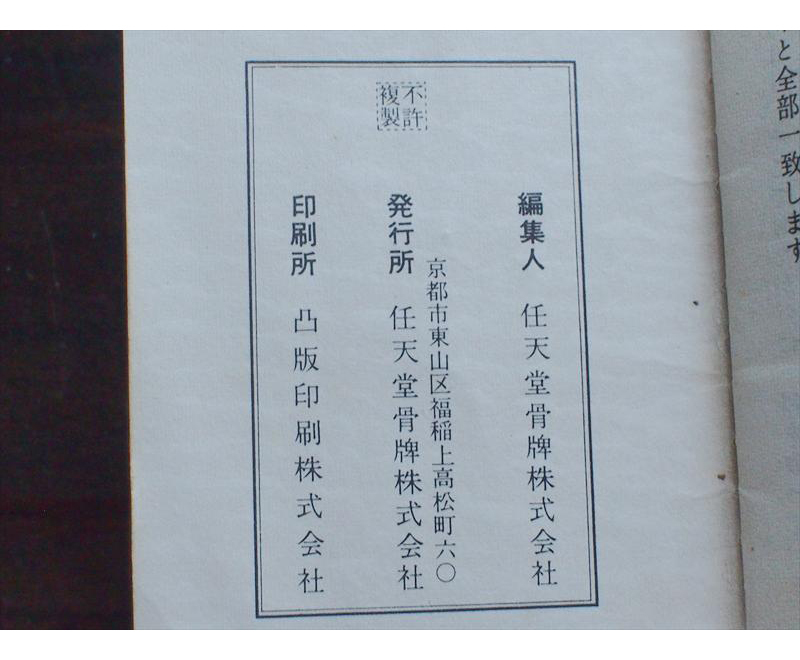 と全部一致します
不許
複製
編集人 任天堂骨牌株式会社
京都市東山区福稲上高松町六〇
発行所 任天堂骨牌株式会社
印刷所 凸版印刷株式会社